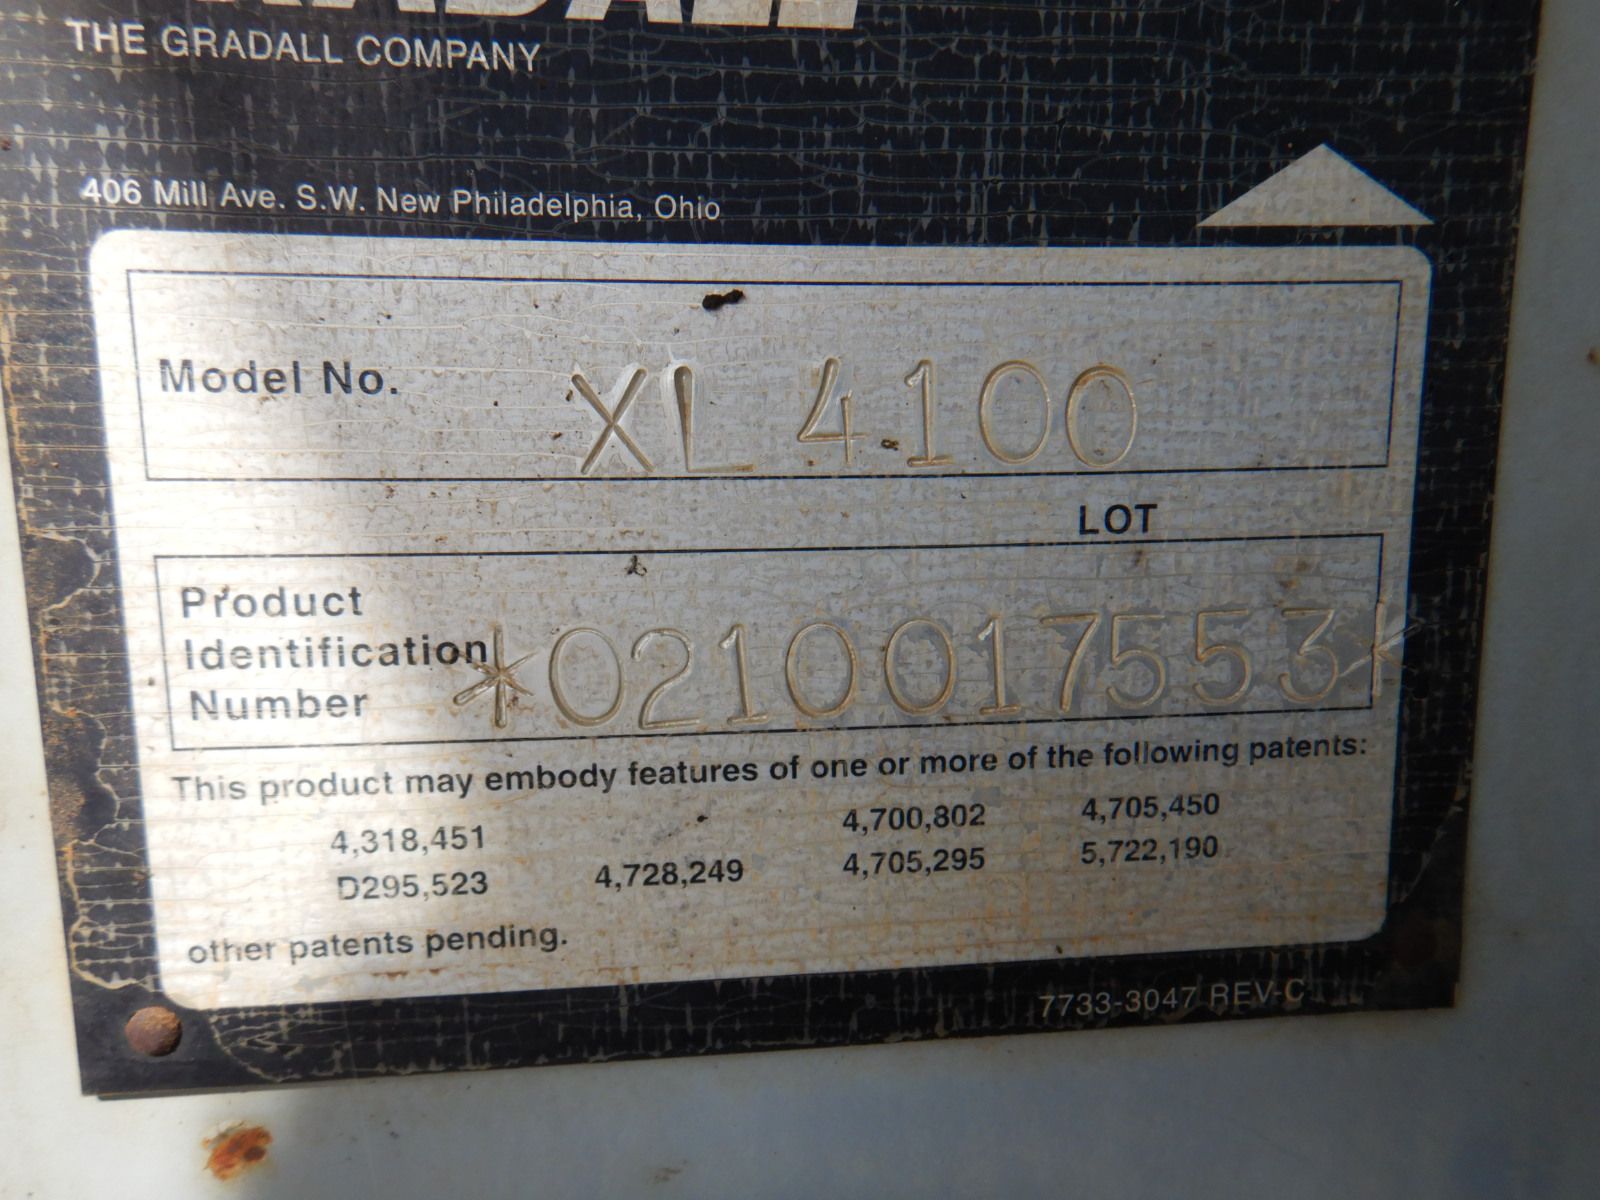 GRADALL
THE GRADALL COMPANY
406 Mill Ave. S.W. New Philadelphia, Ohio
Model No. XL 4100
LOT
Product
Identification
Number
*0210017553*
This product may embody features of one or more of the following patents:
4,318,451 4,700,802 4,705,450
D295,523 4,728,249 4,705,295 5,722,190
other patents pending.
7733-3047 REV-C